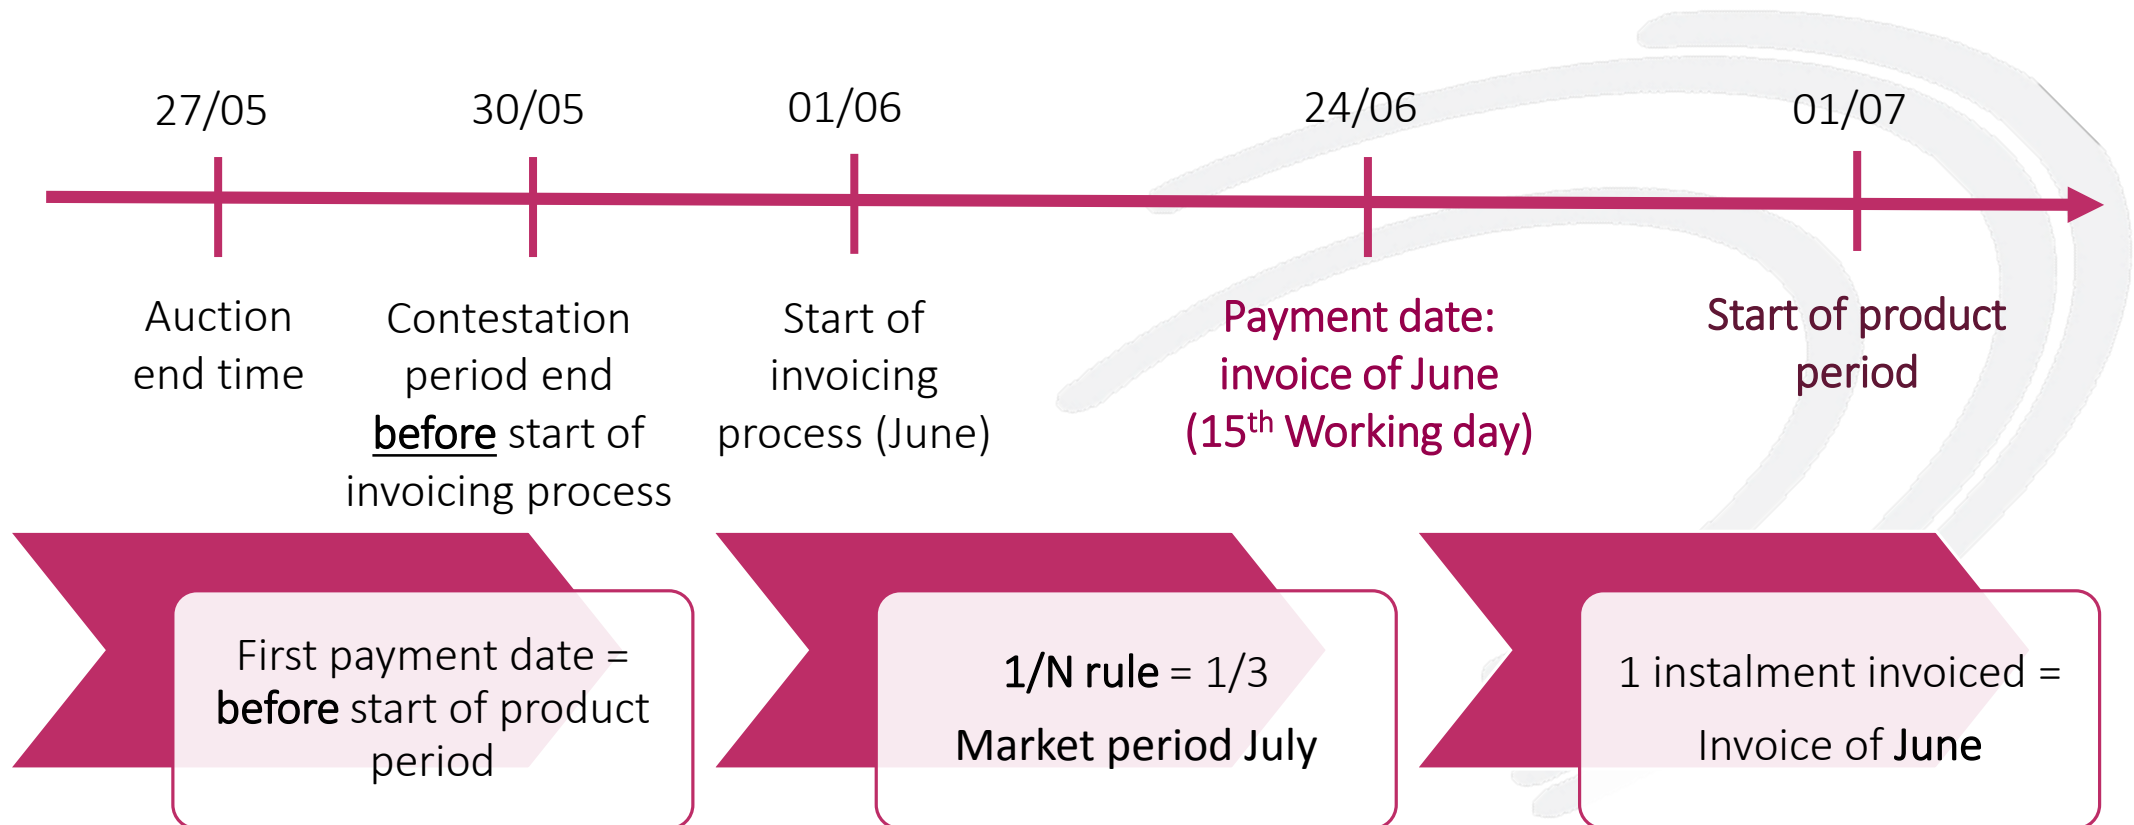 27/05
30/05
01/06
24/06
01/07
Auction
end time
Contestation
period end
before start of
invoicing process
Start of
invoicing
process (June)
Payment date:
invoice of June
(15th Working day)
Start of product
period
First payment date =
before start of product
period
1/N rule = 1/3
Market period July
1 instalment invoiced =
Invoice of June